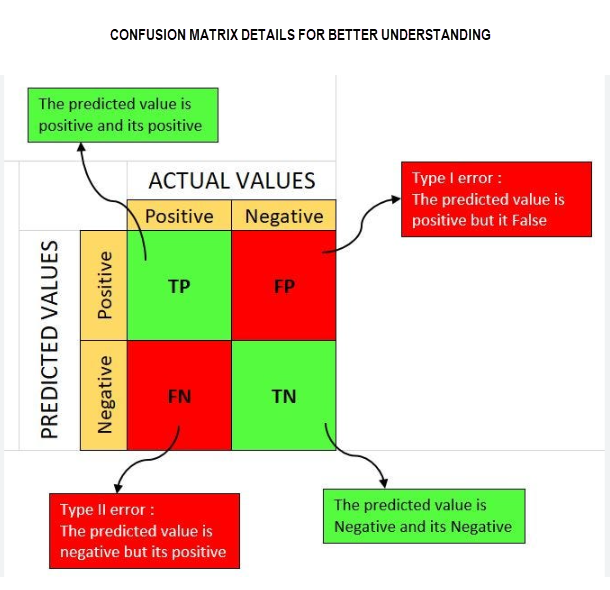 CONFUSION MATRIX DETAILS FOR BETTER UNDERSTANDING
The predicted value is
positive and its positive
ACTUAL VALUES
Positive
Negative
Type I error :
The predicted value is
positive but it False
PREDICTED VALUES
Positive
TP
FP
Negative
FN
TN
Type II error :
The predicted value is
negative but its positive
The predicted value is
Negative and its Negative